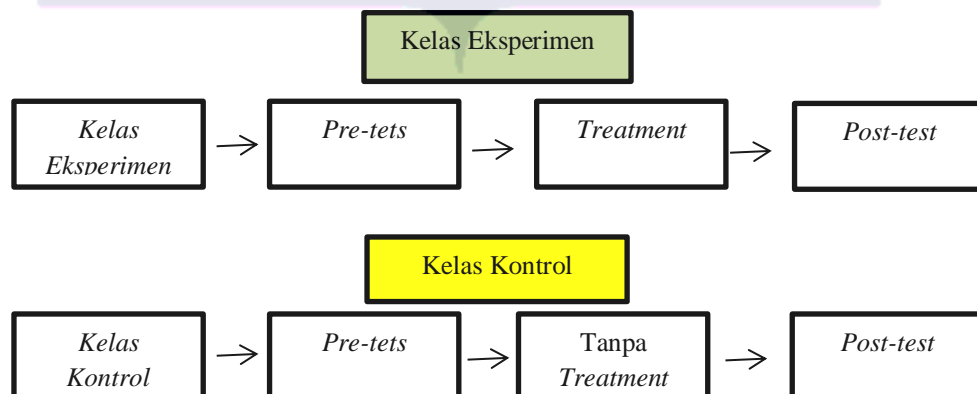 Kelas Eksperimen
Kelas
Eksperimen
Pre-tets
Treatment
Post-test
Kelas Kontrol
Kelas
Kontrol
Pre-tets
Tanpa
Treatment
Post-test